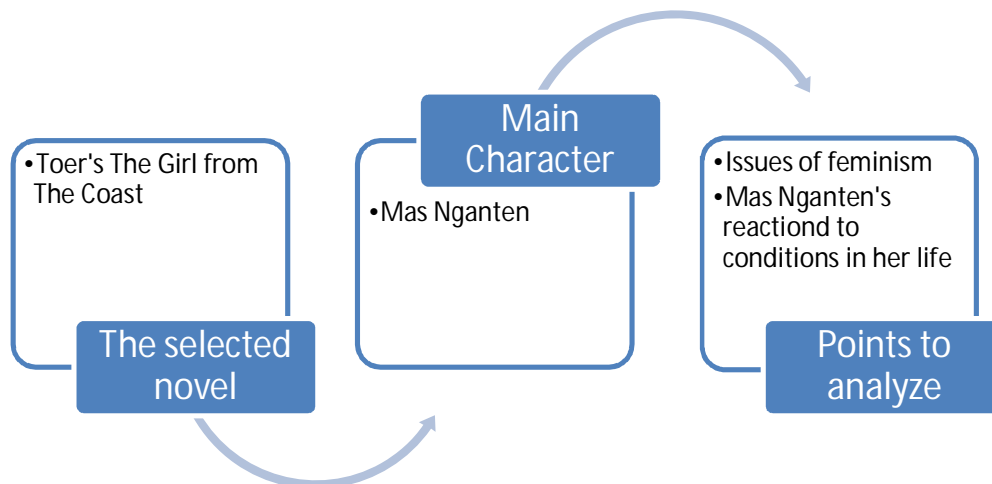 •Toer's The Girl from
The Coast
The selected
novel
Main
Character
•Mas Nganten
•Issues of feminism
•Mas Nganten's
reactiond to
conditions in her life
Points to
analyze